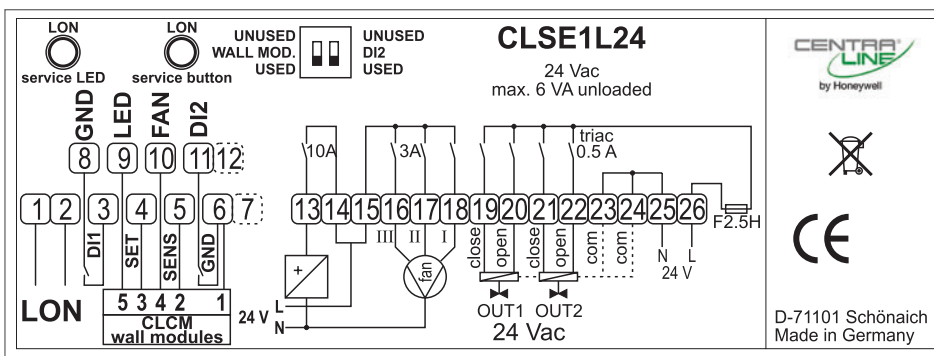 LON
service LED
LON
service button
UNUSED
WALL MOD.
USED
UNUSED
DI2
USED
CLSE1L24
24 Vac
max. 6 VA unloaded
CENTRA
LINE
by Honeywell
GND LED FAN DI2
8 9 10 11 12
1 2 3 4 5 6 7
DI1 SET SENS GND
LON
5 3 4 2 1
CLCM
wall modules
10A 3A triac
0.5 A
13 14 15 16 17 18 19 20 21 22 23 24 25 26
F2.5H
III II I close open close open com com N L
24 V
+
fan
24 V L
N
OUT1 OUT2
24 Vac
CE
D-71101 Schönaich
Made in Germany